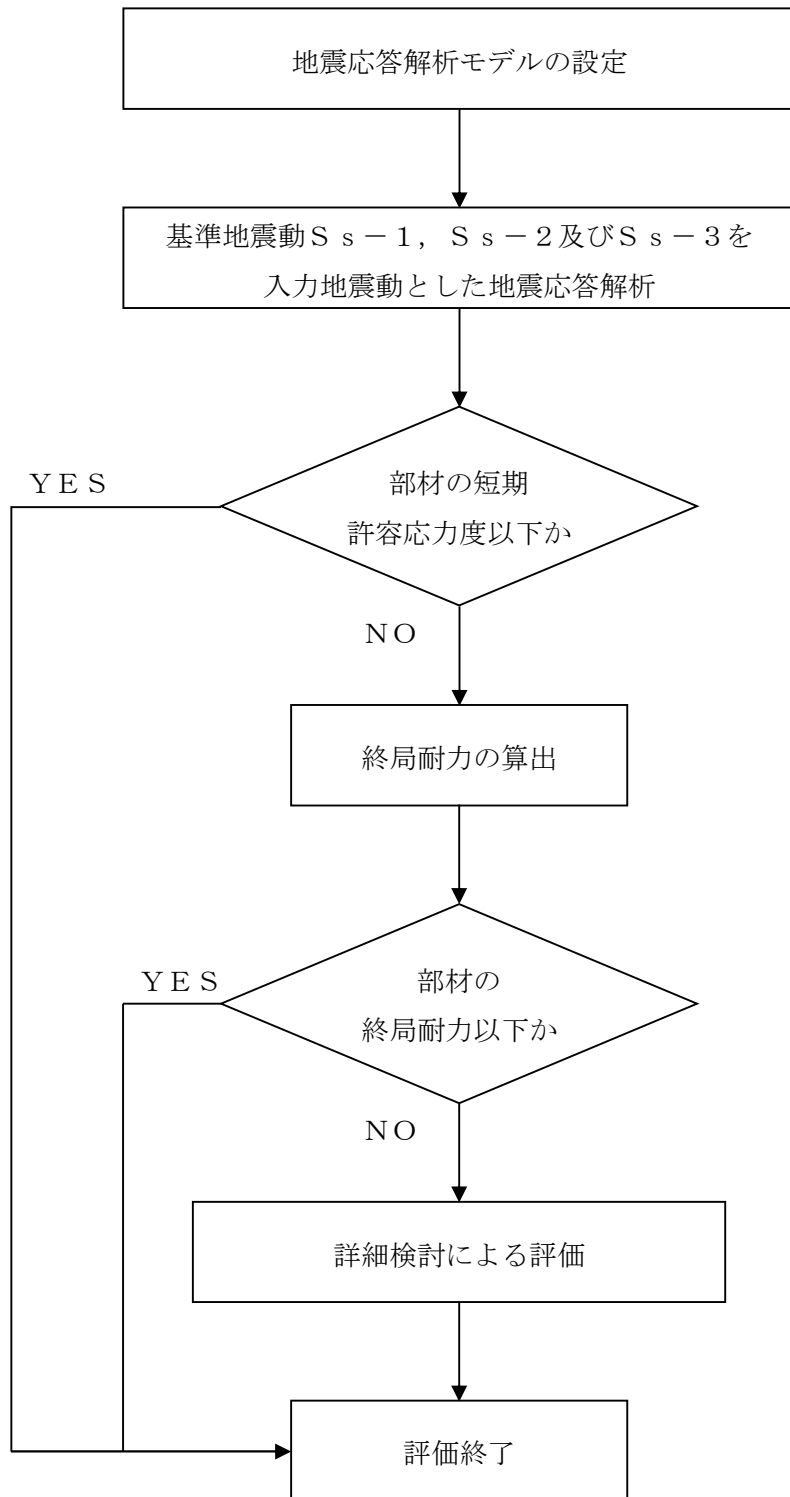 地震応答解析モデルの設定
基準地震動Ｓｓ－１，Ｓｓ－２及びＳｓ－３を
入力地震動とした地震応答解析
部材の短期
許容応力度以下か
ＹＥＳ
ＮＯ
終局耐力の算出
部材の
終局耐力以下か
ＹＥＳ
ＮＯ
詳細検討による評価
評価終了